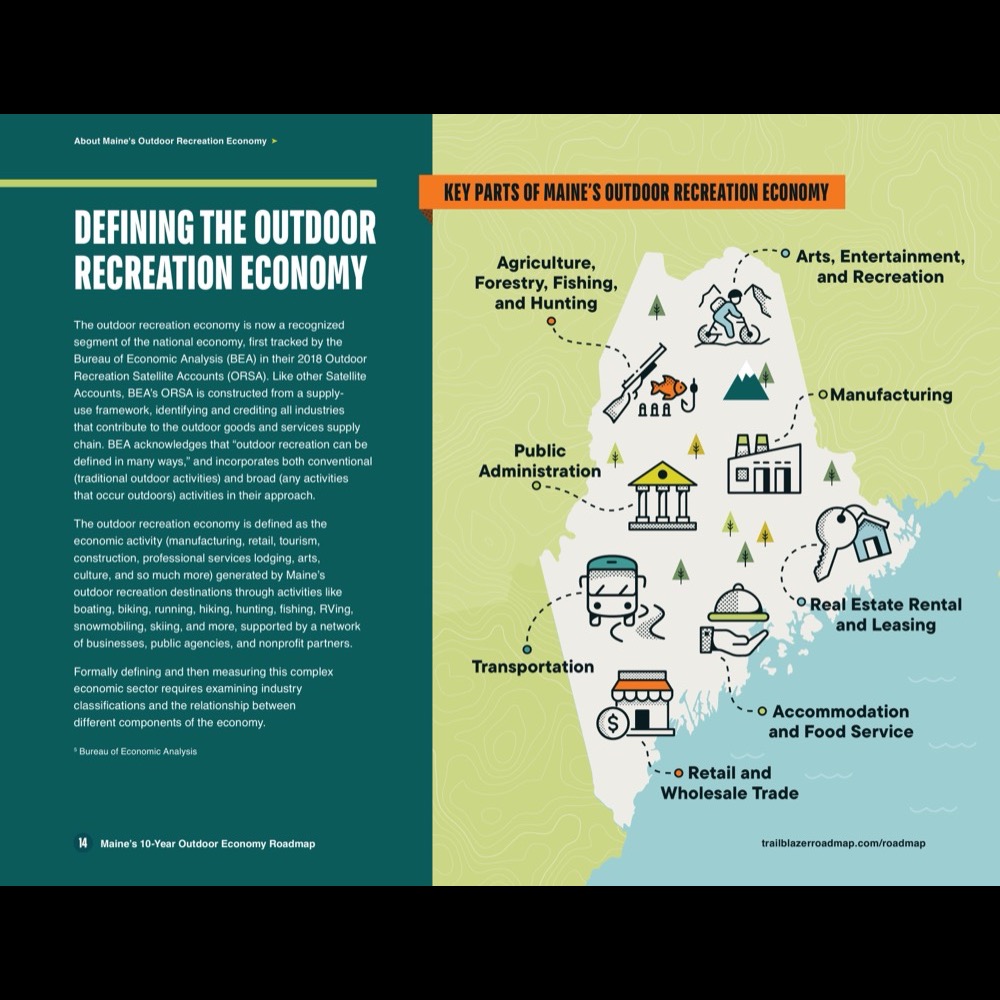 About Maine's Outdoor Recreation Economy ➤
DEFINING THE OUTDOOR
RECREATION ECONOMY
The outdoor recreation economy is now a recognized
segment of the national economy, first tracked by the
Bureau of Economic Analysis (BEA) in their 2018 Outdoor
Recreation Satellite Accounts (ORSA). Like other Satellite
Accounts, BEA's ORSA is constructed from a supply-
use framework, identifying and crediting all industries
that contribute to the outdoor goods and services supply
chain. BEA acknowledges that "outdoor recreation can be
defined in many ways," and incorporates both conventional
(traditional outdoor activities) and broad (any activities
that occur outdoors) activities in their approach.
The outdoor recreation economy is defined as the
economic activity (manufacturing, retail, tourism,
construction, professional services lodging, arts,
culture, and so much more) generated by Maine's
outdoor recreation destinations through activities like
boating, biking, running, hiking, hunting, fishing, RVing,
snowmobiling, skiing, and more, supported by a network
of businesses, public agencies, and nonprofit partners.
Formally defining and then measuring this complex
economic sector requires examining industry
classifications and the relationship between
different components of the economy.
⁵ Bureau of Economic Analysis
14 Maine's 10-Year Outdoor Economy Roadmap
KEY PARTS OF MAINE'S OUTDOOR RECREATION ECONOMY
Agriculture,
Forestry, Fishing,
and Hunting
Arts, Entertainment,
and Recreation
Manufacturing
Public
Administration
Real Estate Rental
and Leasing
Transportation
Accommodation
and Food Service
$
Retail and
Wholesale Trade
trailblazerroadmap.com/roadmap